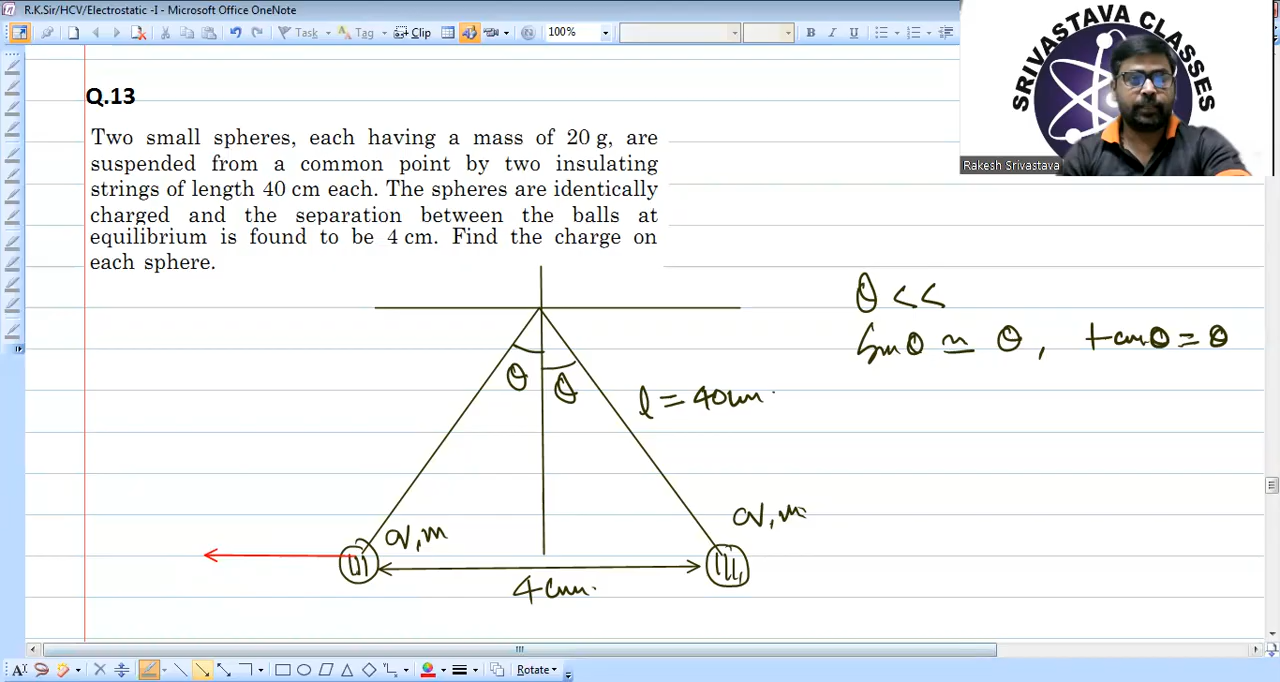 R.K.Sir/HCV/Electrostatic -I - Microsoft Office OneNote
Task
Tag
Clip
100%
B I U
SRIVASTAVA CLASSES
Rakesh Srivastava
Q.13
Two small spheres, each having a mass of 20 g, are
suspended from a common point by two insulating
strings of length 40 cm each. The spheres are identically
charged and the separation between the balls at
equilibrium is found to be 4 cm. Find the charge on
each sphere.
θ <<
Sinθ ≃ θ, tanθ = θ
θ θ
l = 40cm.
q, m
q, m
4cm.
Rotate